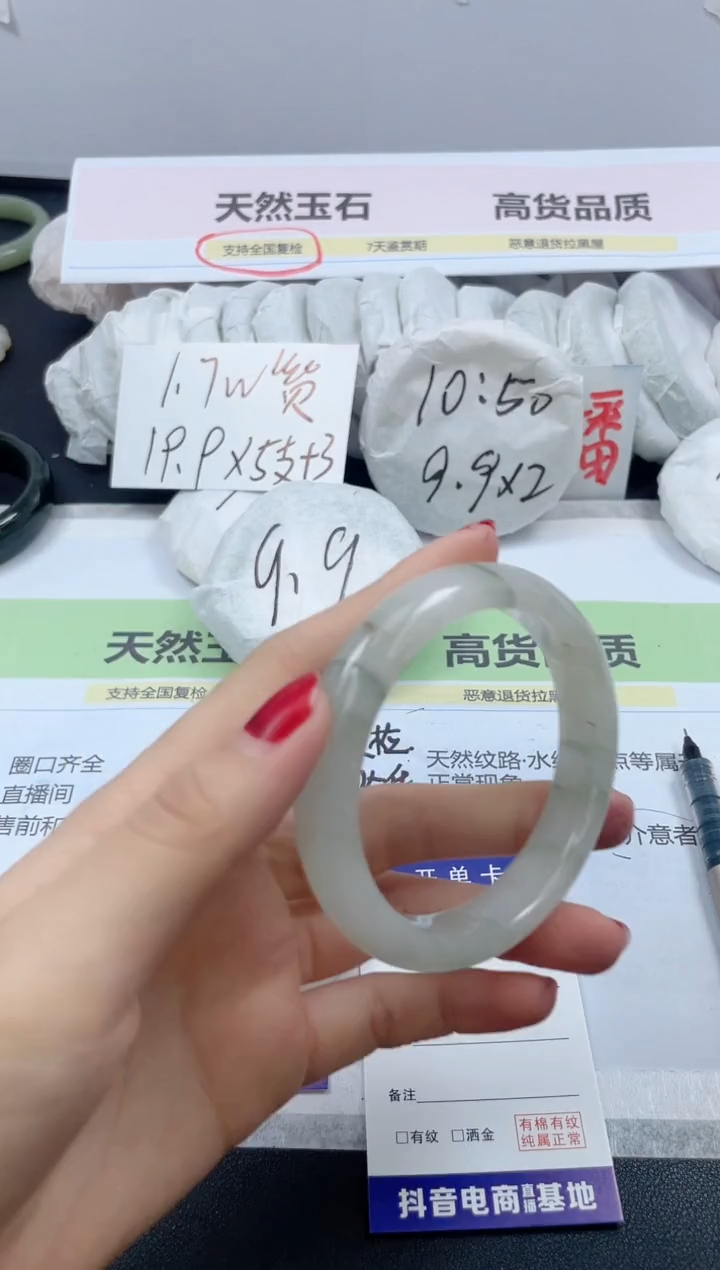 天然玉石 高货品质
支持全国复检 7天鉴赏期 恶意退货拉黑屋
1.7w赞
19.9x5支+3
10:50
9.9x2
9.9
天然玉 高货 质
支持全国复检 恶意退货拉黑
圈口齐全
直播间
售前和
天然纹路·水 点等属
正常现象
介意者
开单卡
备注
□有纹 □洒金
有棉有纹
纯属正常
抖音电商直播基地